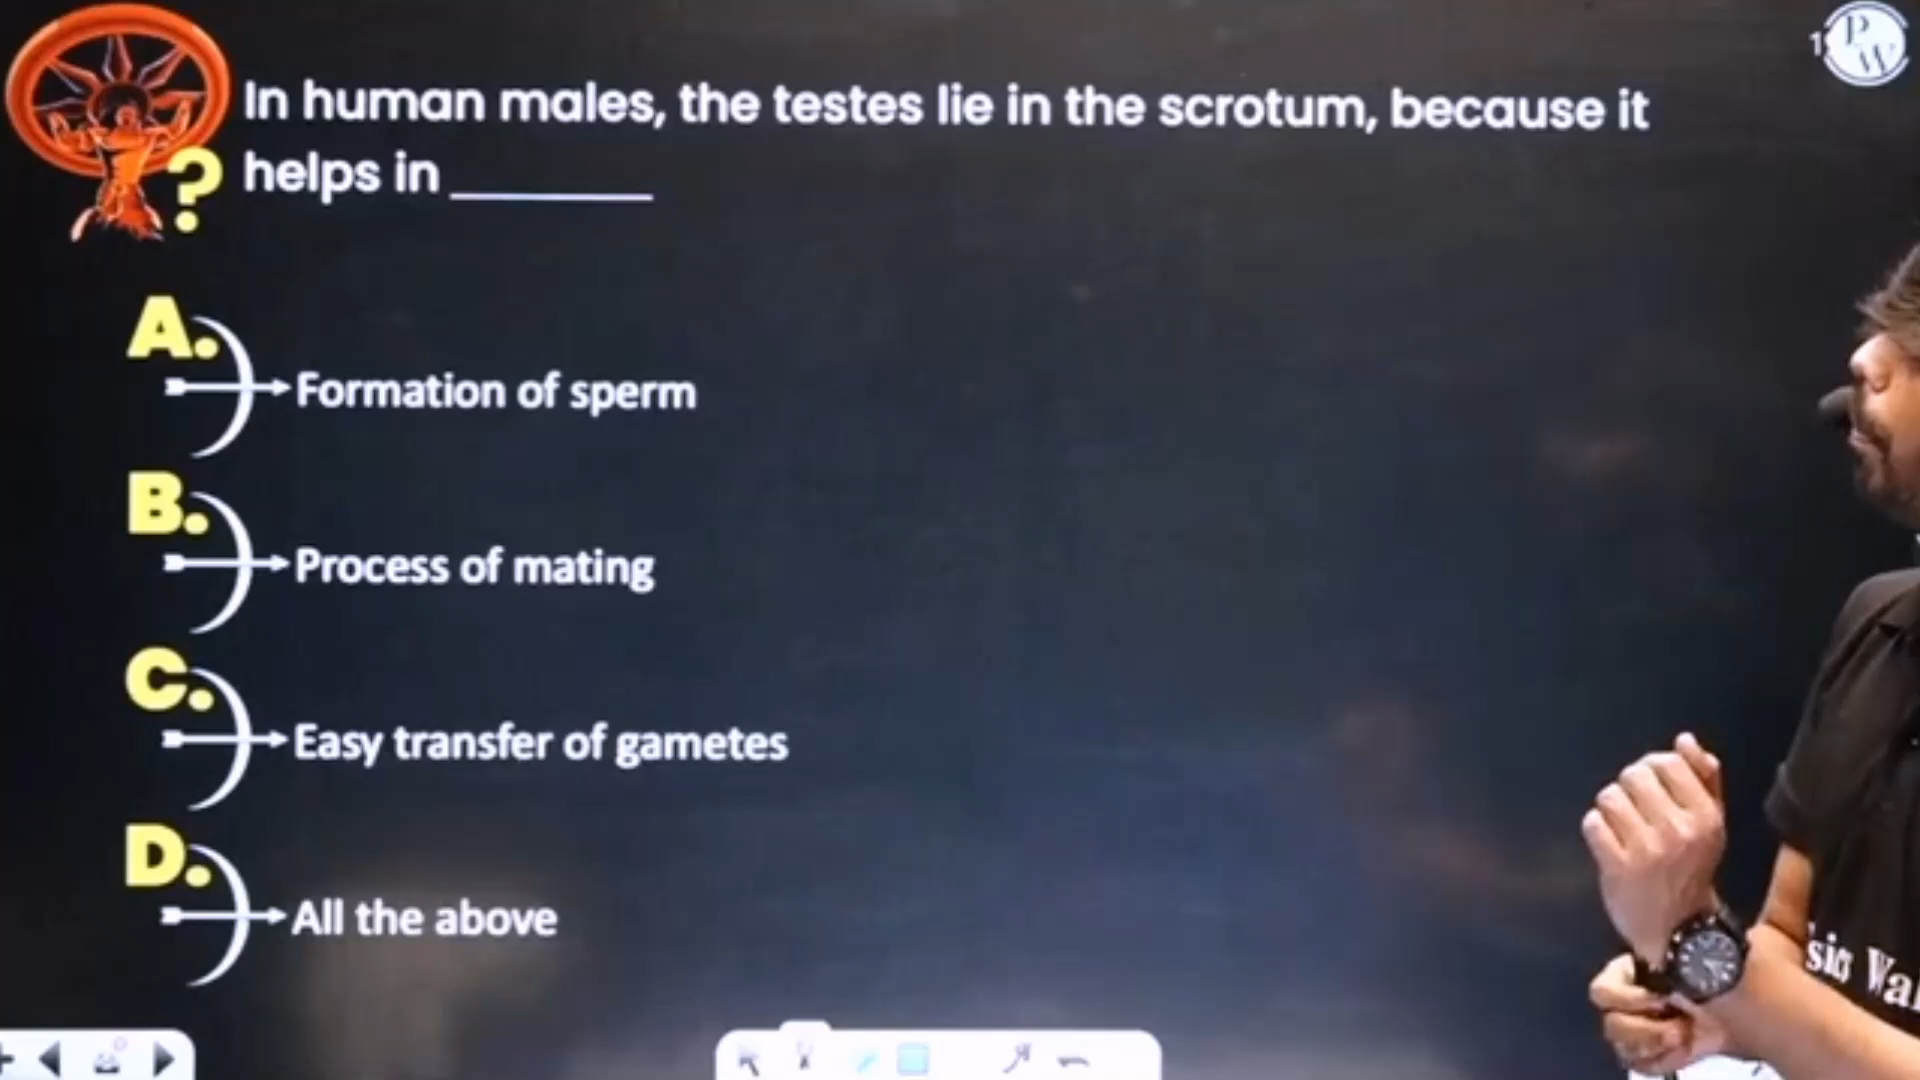 In human males, the testes lie in the scrotum, because it
? helps in ________
A.
Formation of sperm
B.
Process of mating
C.
Easy transfer of gametes
D.
All the above
P
W